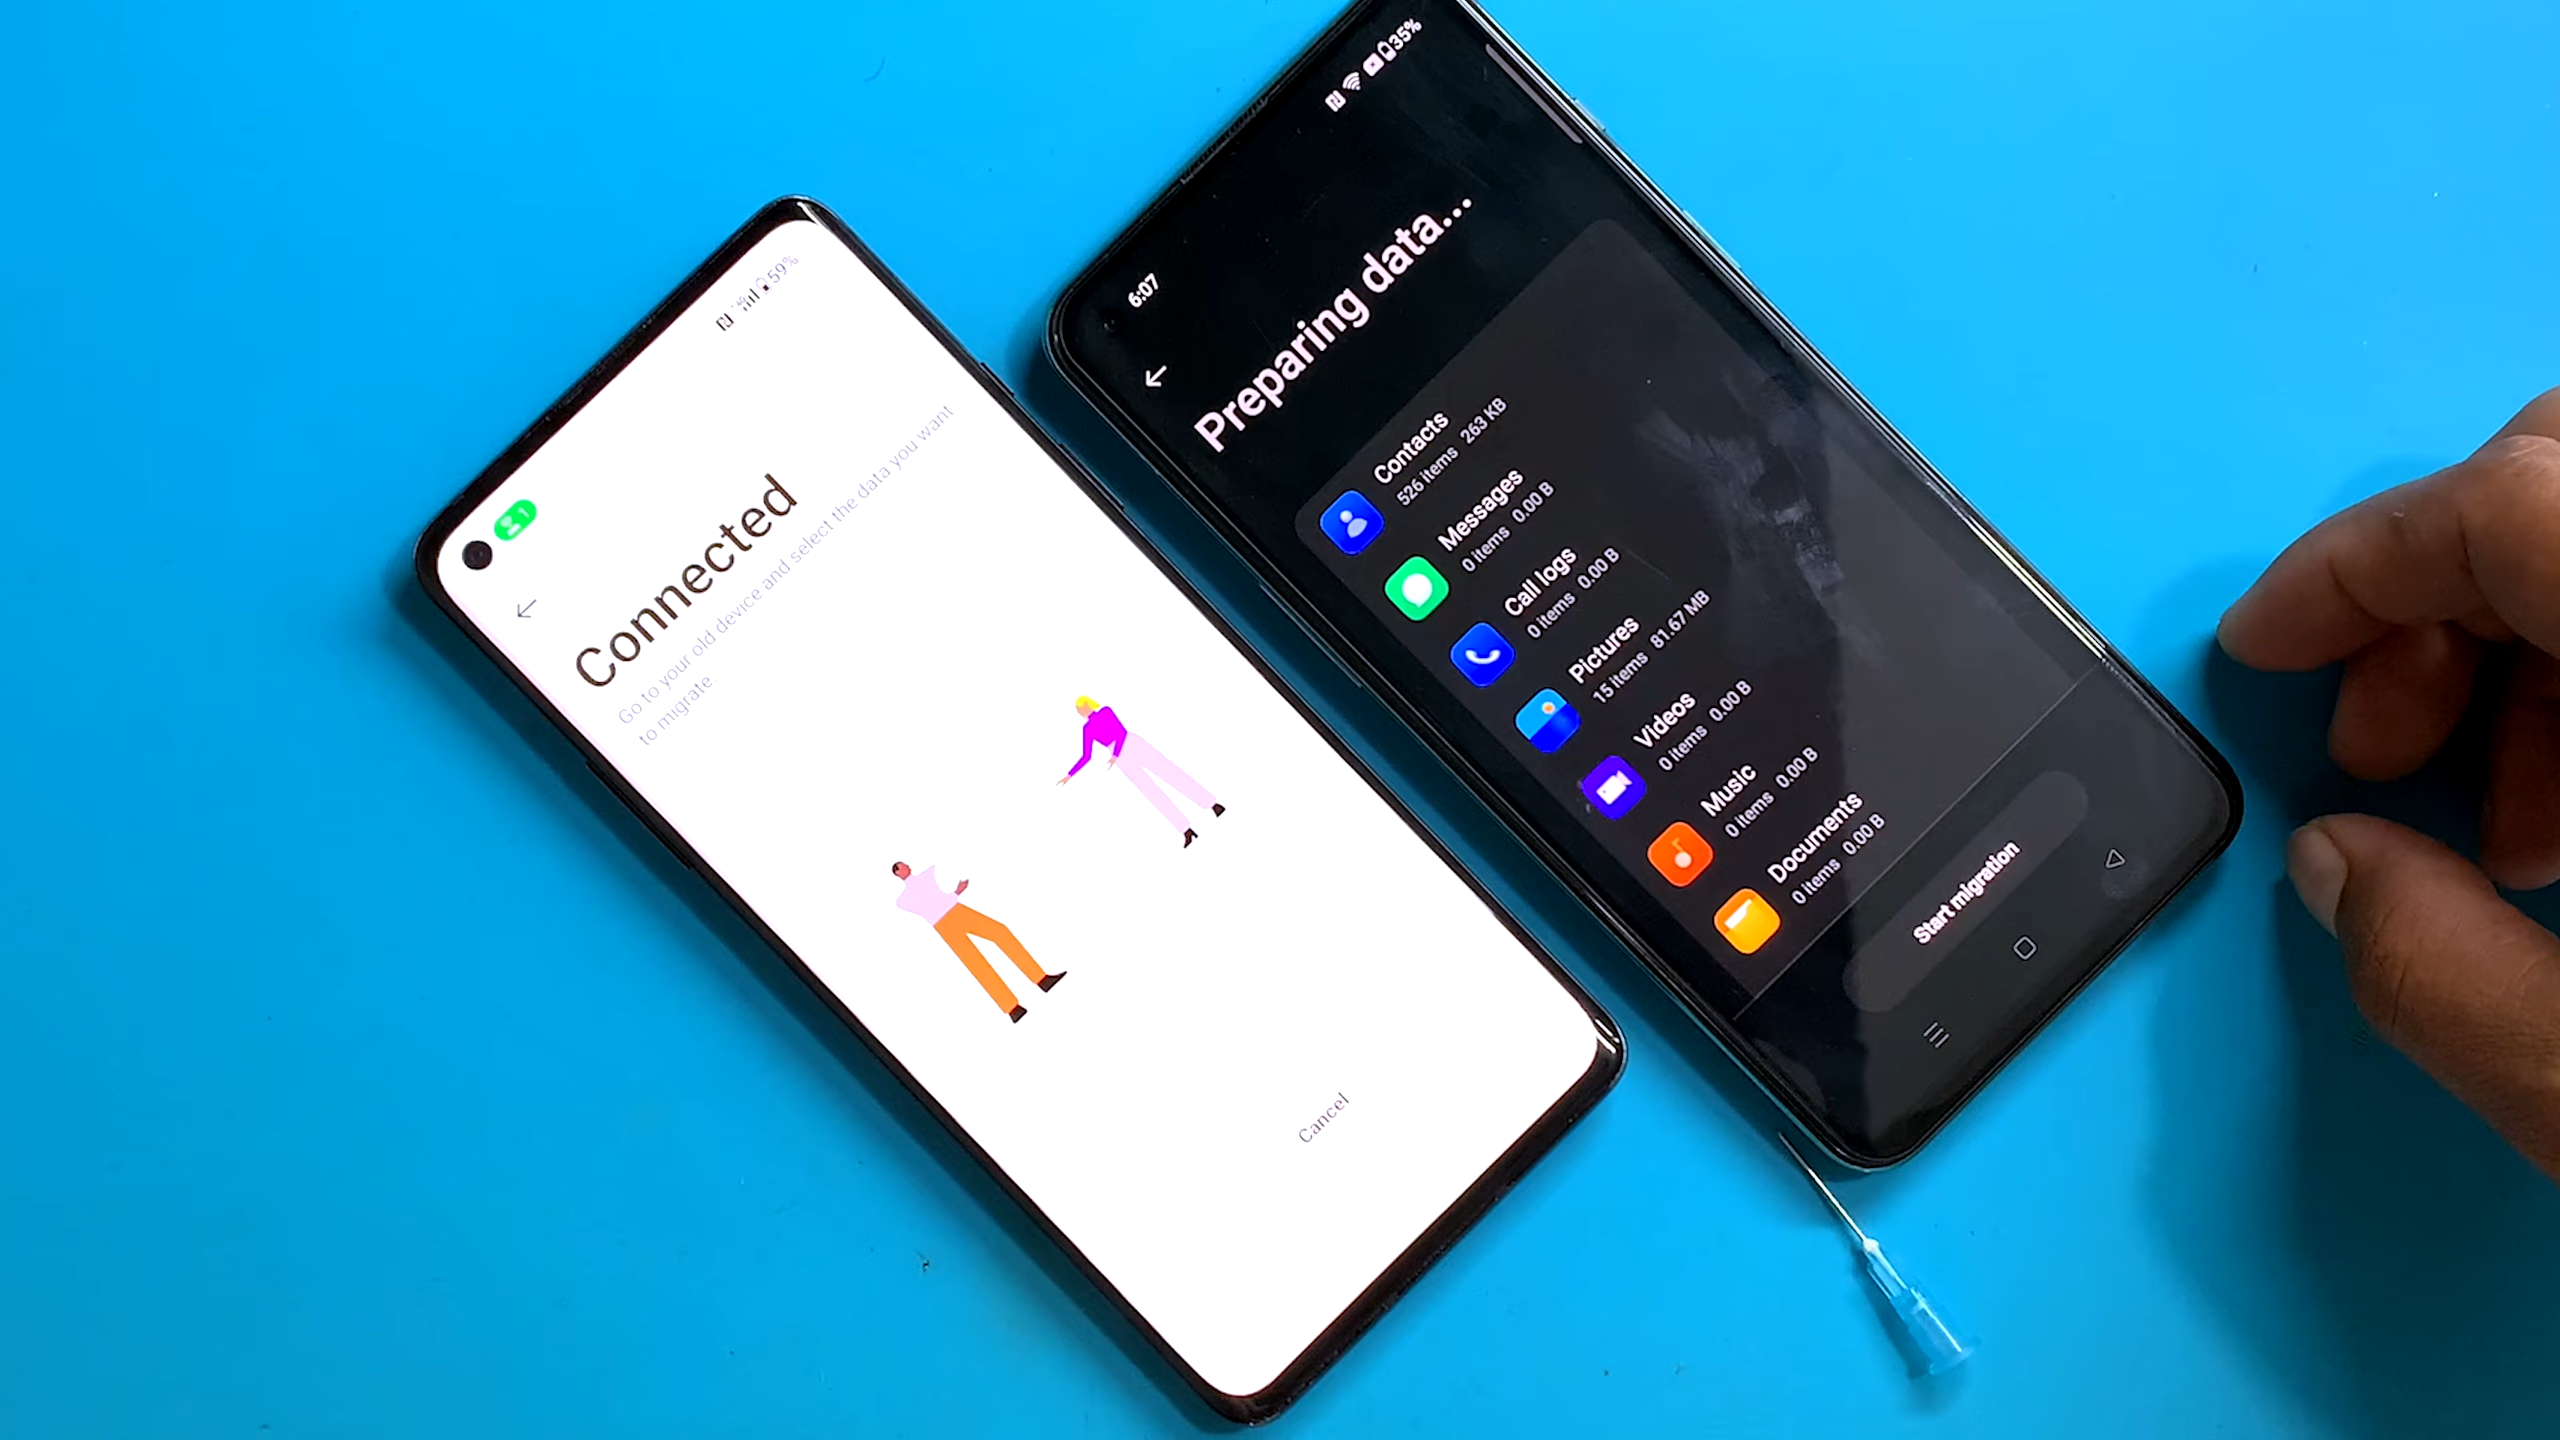 59%
1
Connected
Go to your old device and select the data you want
to migrate.
Cancel
35%
6:07
Preparing data...
Contacts
526 items 263 KB
Messages
0 items 0.00 B
Call logs
0 items 0.00 B
Pictures
15 items 81.67 MB
Videos
0 items 0.00 B
Music
0 items 0.00 B
Documents
0 items 0.00 B
Start migration